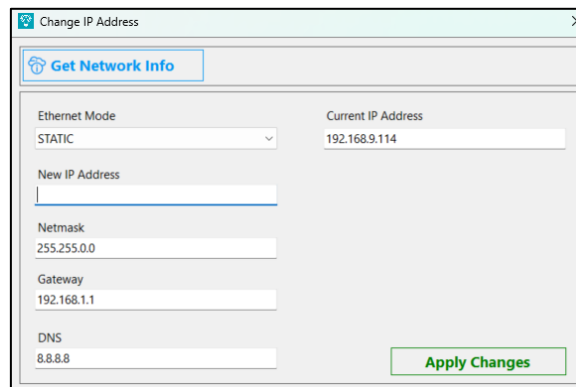 Change IP Address
Get Network Info
Ethernet Mode
STATIC
Current IP Address
192.168.9.114
New IP Address
Netmask
255.255.0.0
Gateway
192.168.1.1
DNS
8.8.8.8
Apply Changes